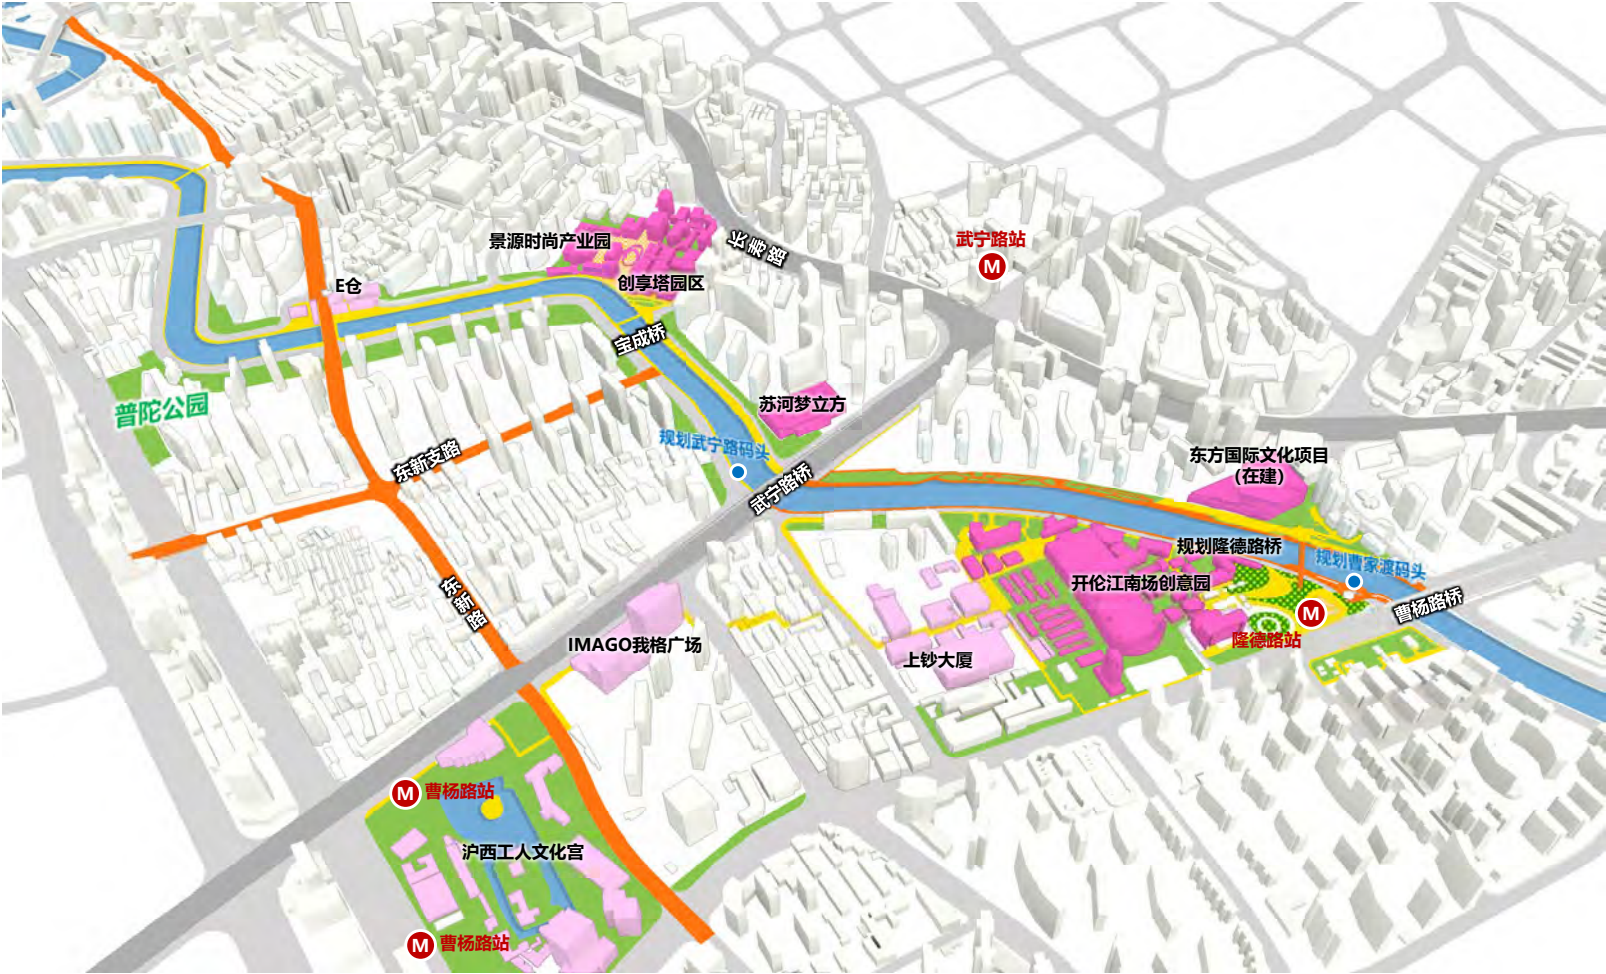 武宁路站
M
长寿路
景源时尚产业园
创享塔园区
E仓
宝成桥
普陀公园
苏河梦立方
规划武宁路码头
东新支路
武宁路桥
东方国际文化项目
（在建）
规划隆德路桥
规划曹家渡码头
开伦江南场创意园
曹杨路桥
M
隆德路站
东新路
IMAGO我格广场
上钞大厦
M
曹杨路站
沪西工人文化宫
M
曹杨路站